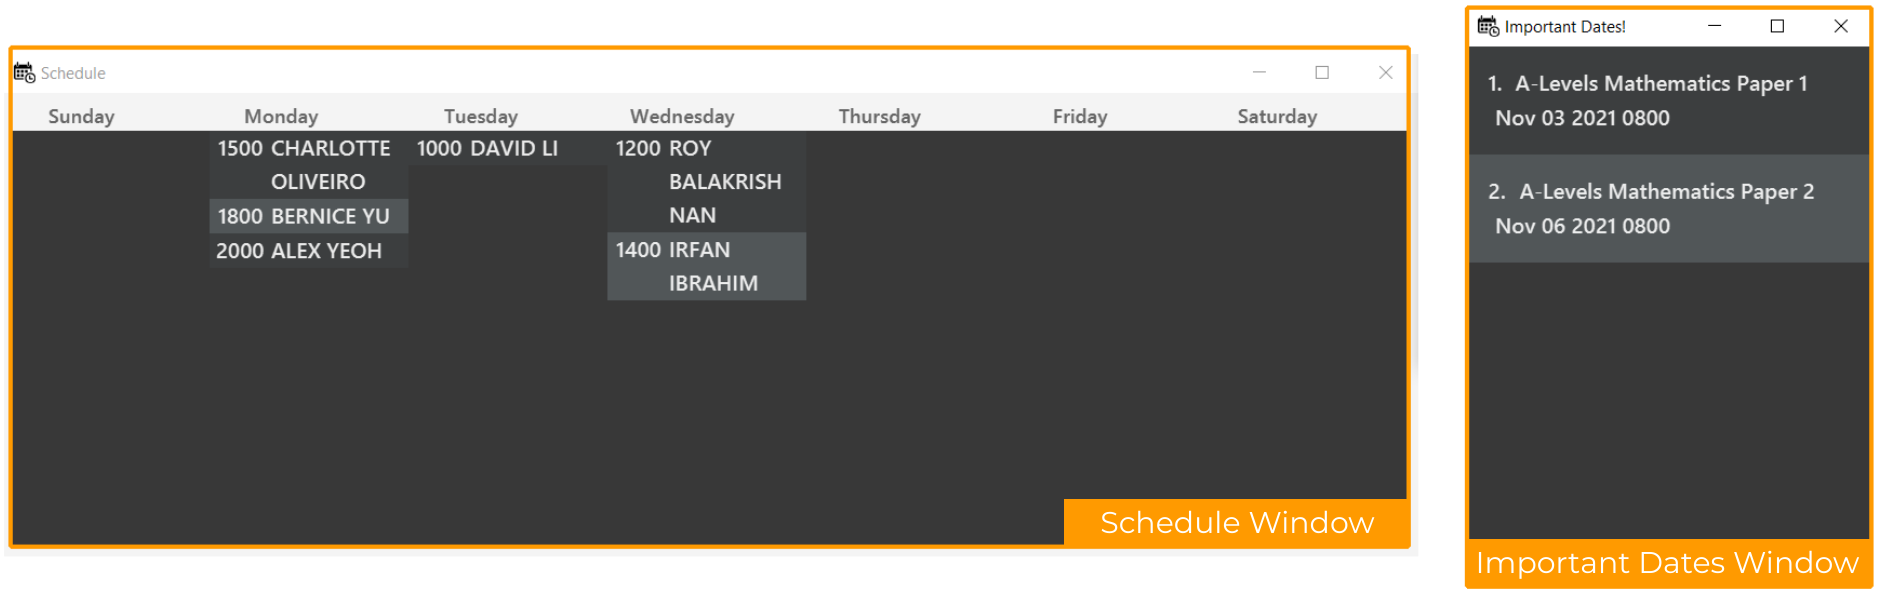 Schedule
Sunday Monday Tuesday Wednesday Thursday Friday Saturday
1500 CHARLOTTE OLIVEIRO
1800 BERNICE YU
2000 ALEX YEOH
1000 DAVID LI
1200 ROY
BALAKRISH
NAN
1400 IRFAN
IBRAHIM
Schedule Window
Important Dates!
1. A-Levels Mathematics Paper 1
Nov 03 2021 0800
2. A-Levels Mathematics Paper 2
Nov 06 2021 0800
Important Dates Window